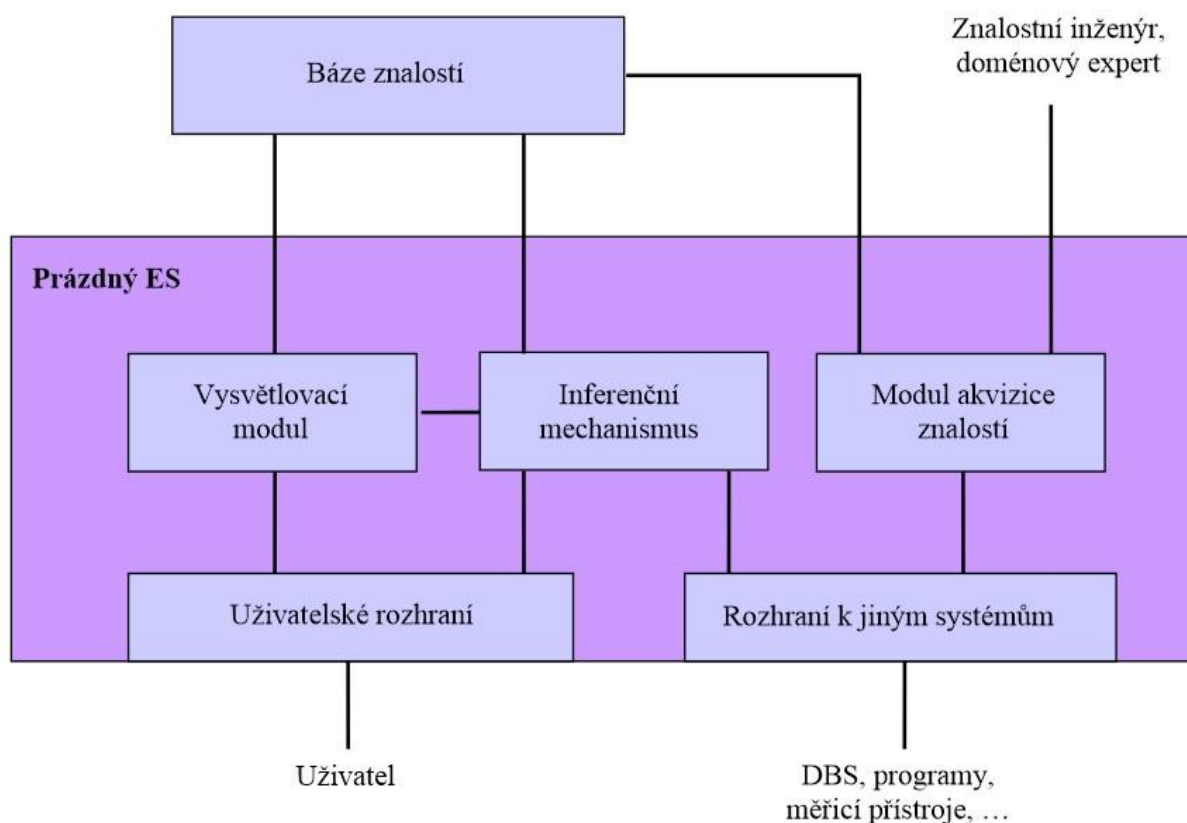 Báze znalostí
Znalostní inženýr,
doménový expert
Prázdný ES
Vysvětlovací
modul
Inferenční
mechanismus
Modul akvizice
znalostí
Uživatelské rozhraní
Rozhraní k jiným systémům
Uživatel
DBS, programy,
měřicí přístroje, …